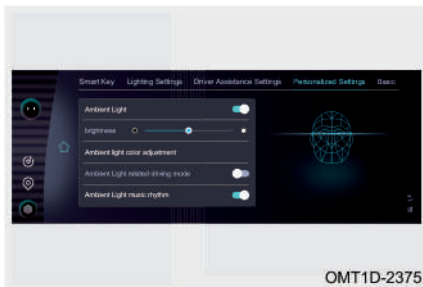 Smart Key Lighting Settings Driver Assistance Settings Personalized Settings Basic
Ambient Light
brightness
Ambient light color adjustment
Ambient Light related driving mode
Ambient Light music rhythm
OMT1D-2375